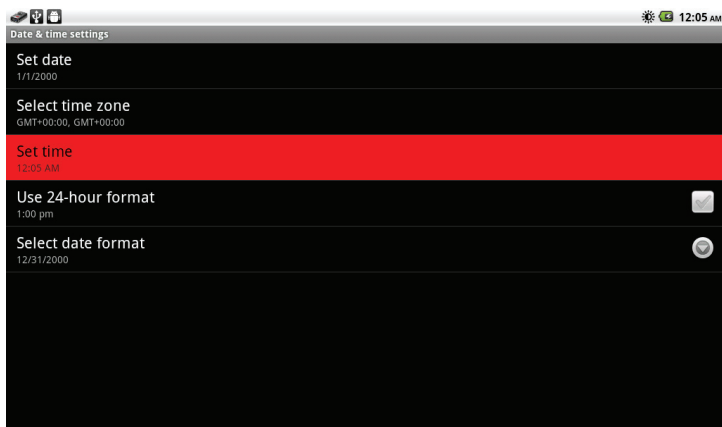 12:05 AM
Date & time settings
Set date
1/1/2000
Select time zone
GMT+00:00, GMT+00:00
Set time
12:05 AM
Use 24-hour format
1:00 pm
Select date format
12/31/2000